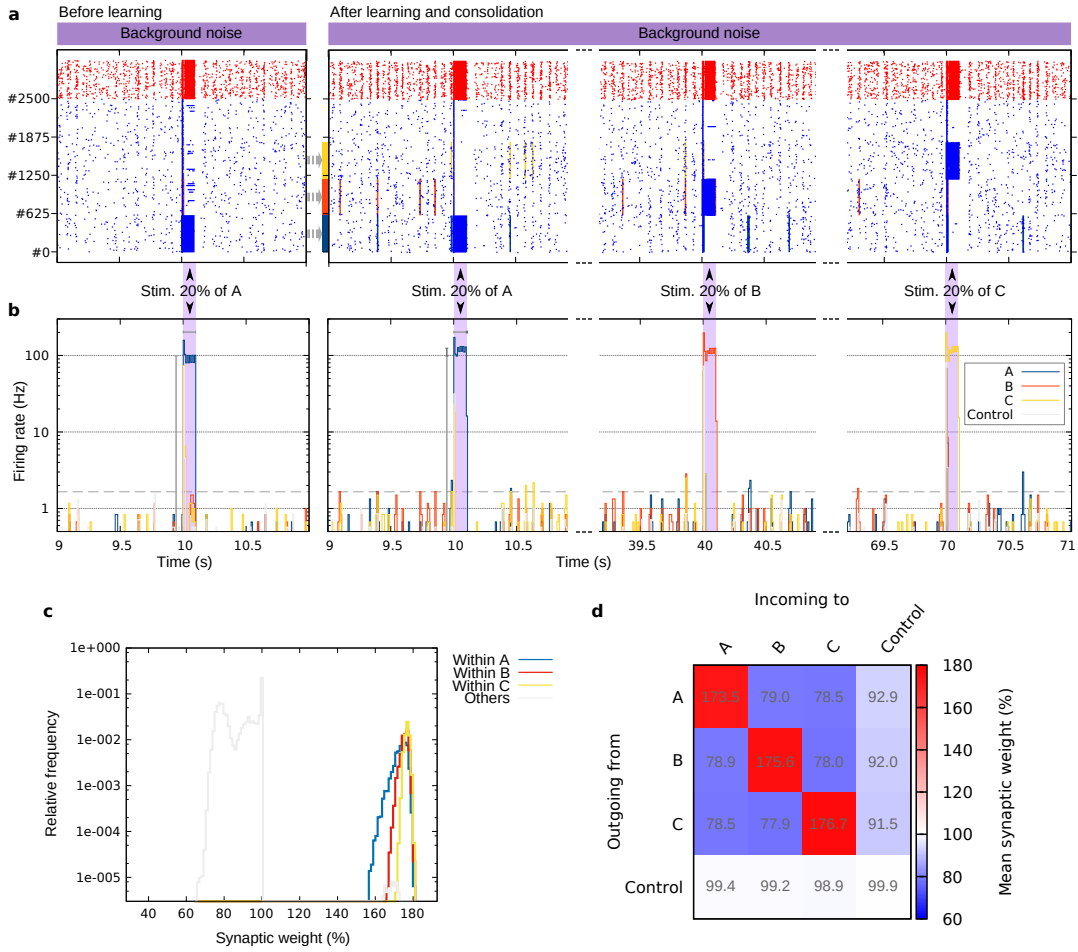 a
Before learning
After learning and consolidation
Background noise
Background noise
#2500
#1875
#1250
#625
#0
Stim. 20% of A
Stim. 20% of A
Stim. 20% of B
Stim. 20% of C
b
Firing rate (Hz)
100
10
1
A
B
C
Control
9 9.5 10 10.5 9 9.5 10 10.5 39.5 40 40.5 69.5 70 70.5 71
Time (s)
Time (s)
c
Relative frequency
1e+000
1e-001
1e-002
1e-003
1e-004
1e-005
40 60 80 100 120 140 160 180
Synaptic weight (%)
Within A
Within B
Within C
Others
d
Incoming to
A B C Control
Outgoing from
A 173.5 79.0 78.5 92.9
B 78.9 175.6 78.0 92.0
C 78.5 77.9 176.7 91.5
Control 99.4 99.2 98.9 99.9
180
160
140
120
100
80
60
Mean synaptic weight (%)